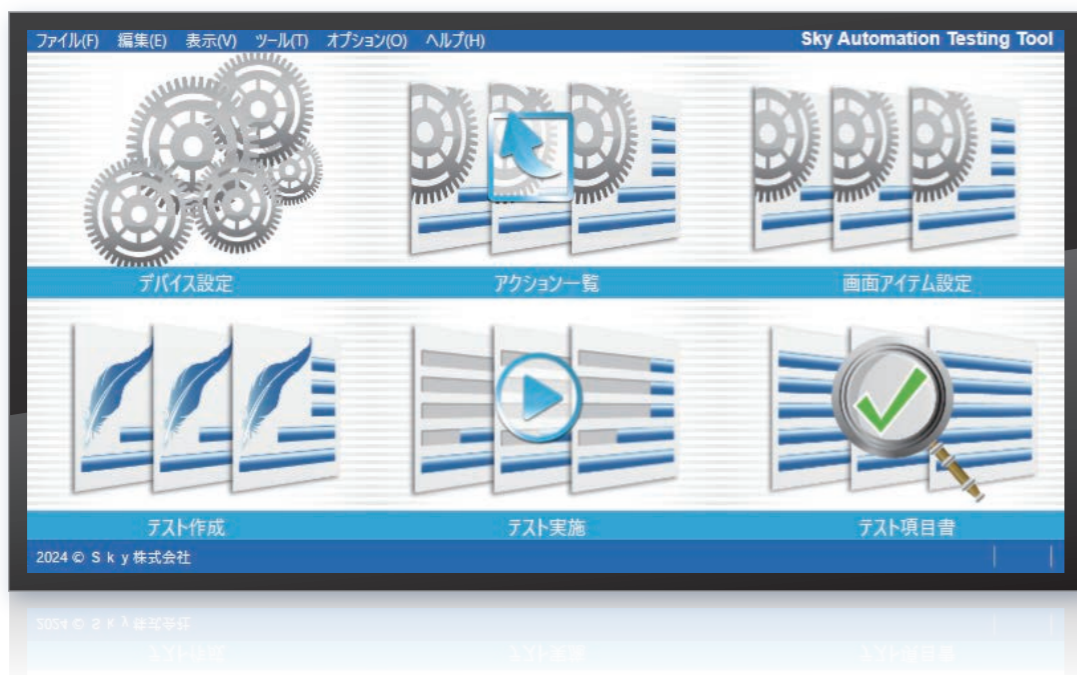 ファイル(F) 編集(E) 表示(V) ツール(T) オプション(O) ヘルプ(H) Sky Automation Testing Tool
デバイス設定 アクション一覧 画面アイテム設定
テスト作成 テスト実施 テスト項目書
2024 © Sky株式会社